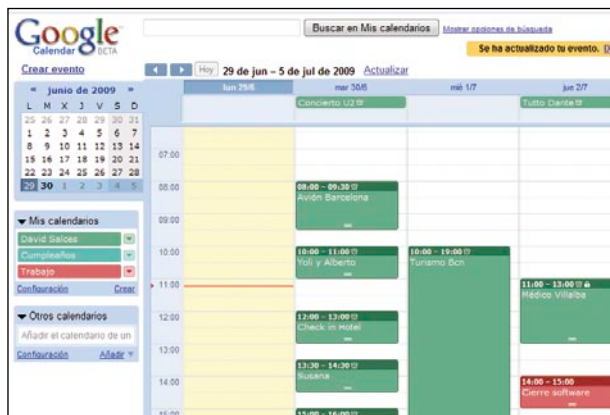 Google
Calendar BETA
Buscar en Mis calendarios
Mostrar opciones de búsqueda
Se ha actualizado tu evento.
Crear evento
Hoy
29 de jun – 5 de jul de 2009
Actualizar
« junio de 2009 »
L M X J V S D
25 26 27 28 29 30 31
1 2 3 4 5 6 7
8 9 10 11 12 13 14
15 16 17 18 19 20 21
22 23 24 25 26 27 28
29 30 1 2 3 4 5
Mis calendarios
David Salces
Cumpleaños
Trabajo
Configuración Crear
Otros calendarios
Añadir el calendario de un
Configuración Añadir
lun 29/6
mar 30/6
mié 1/7
jue 2/7
Concierto U2
Tutto Dante
07:00
08:00
09:00
10:00
11:00
12:00
13:00
14:00
15:00
08:00 – 09:30
Avión Barcelona
10:00 – 11:00
Yoli y Alberto
12:00 – 13:00
Check in Hotel
13:30 – 14:30
Susana
15:00 – 16:00
10:00 – 19:00
Turismo Bcn
11:00 – 13:00
Médico Villalba
14:00 – 15:00
Cierre software